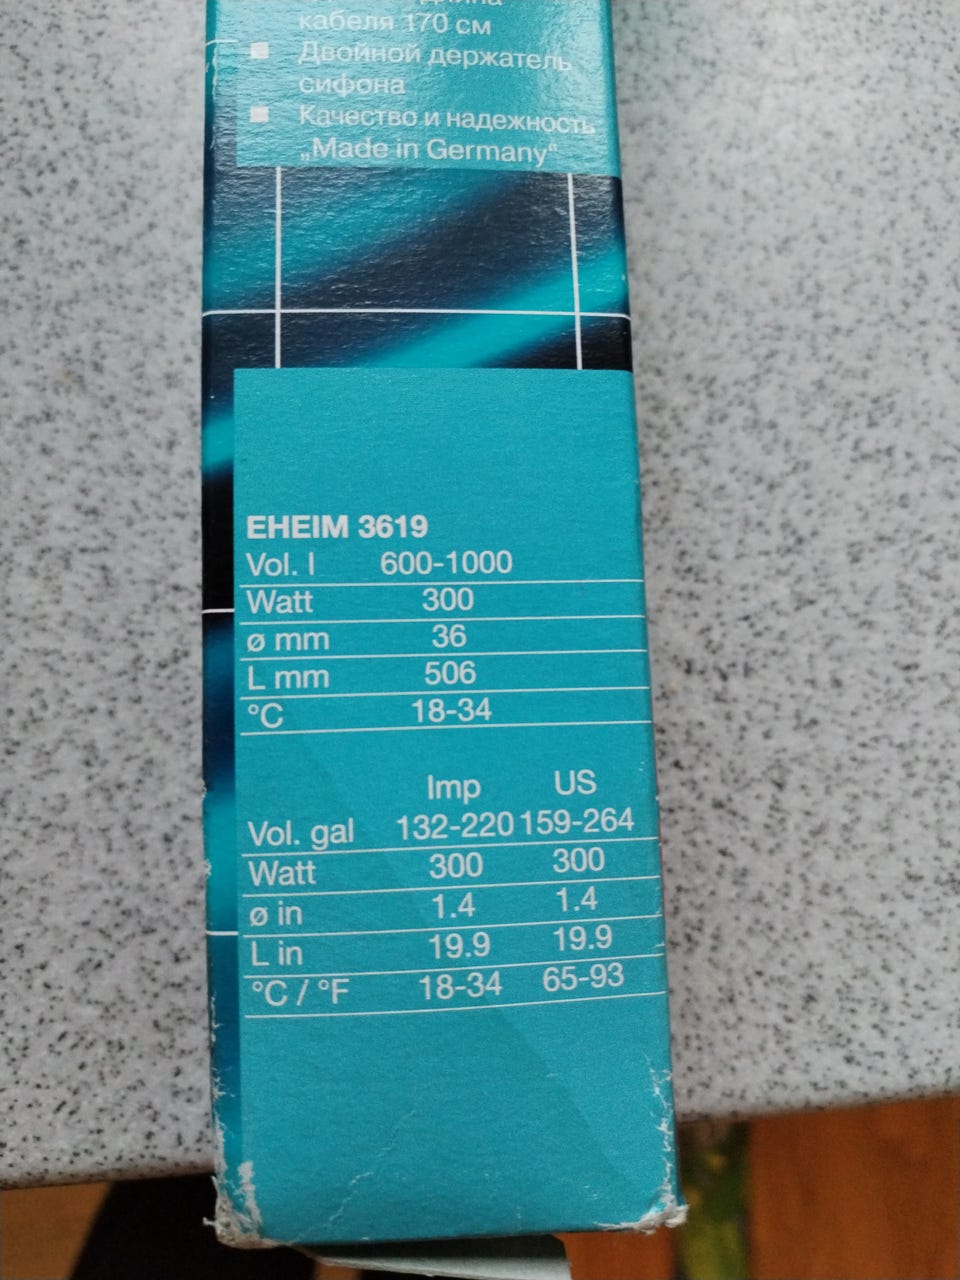 длина
кабеля 170 см
Двойной держатель
сифона
Качество и надежность
„Made in Germany“
EHEIM 3619
Vol. l 600-1000
Watt 300
ø mm 36
L mm 506
°C 18-34
Imp US
Vol. gal 132-220 159-264
Watt 300 300
ø in 1.4 1.4
L in 19.9 19.9
°C / °F 18-34 65-93